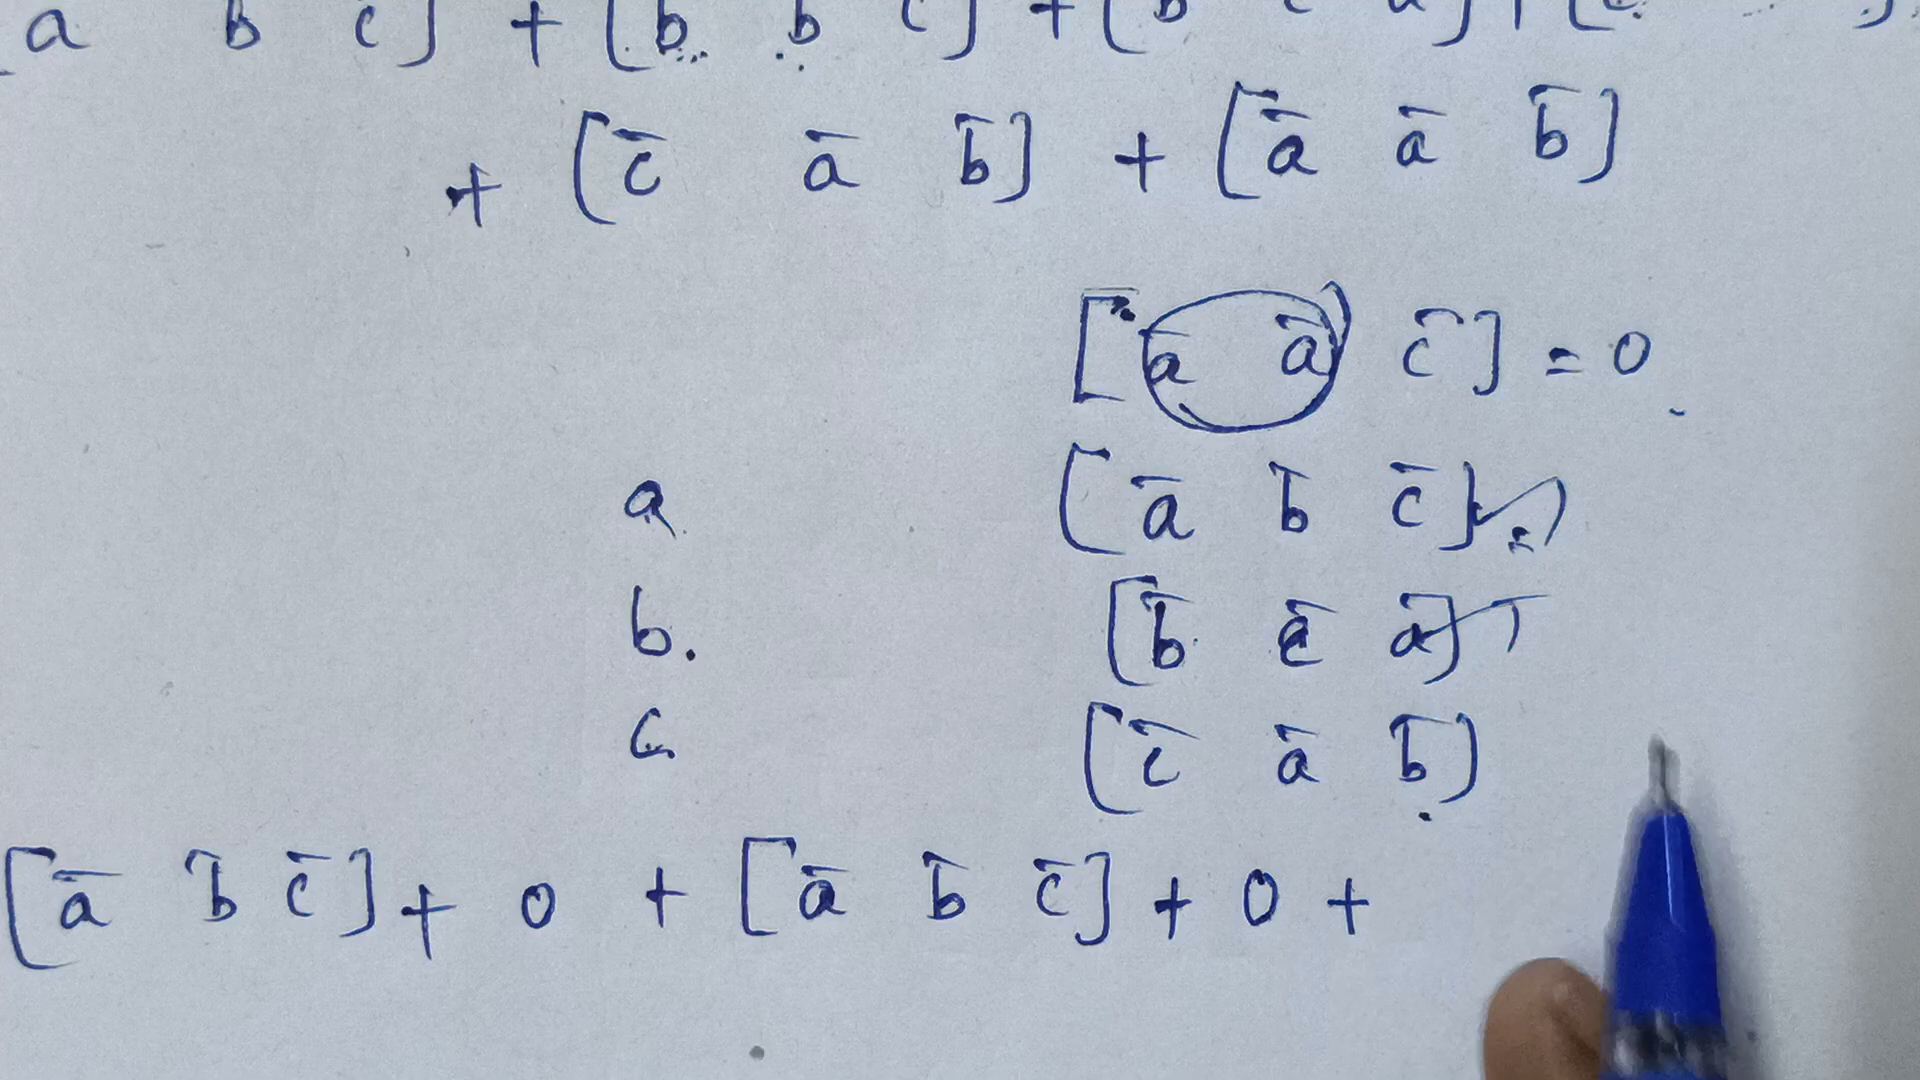 a b c] + [b b c] + [b c a] + [c
+ [c̄ ā b̄] + [ā ā b̄]
[ā ā c̄] = 0
a [ā b̄ c̄]
b. [b̄ c̄ ā]
c. [c̄ ā b̄]
[ā b̄ c̄] + 0 + [ā b̄ c̄] + 0 +